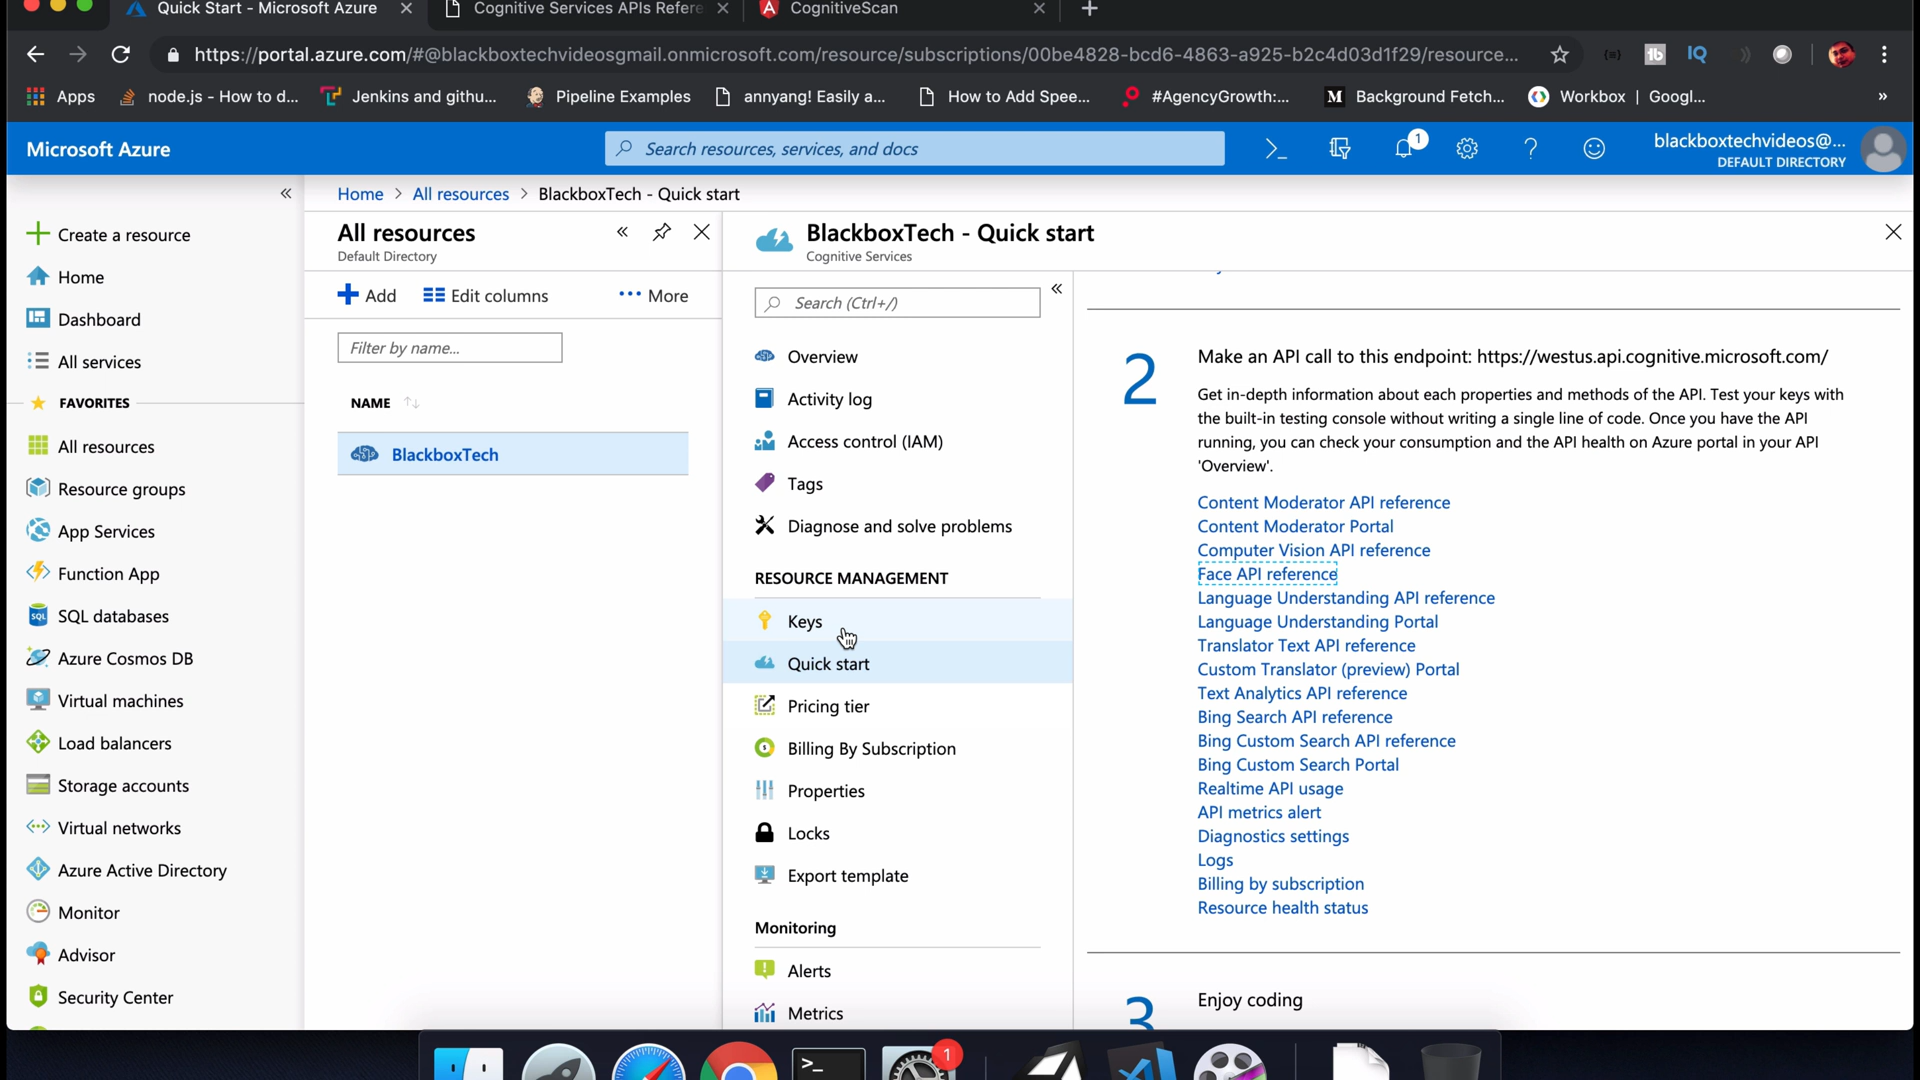 Quick Start - Microsoft Azure
Cognitive Services APIs Refere
CognitiveScan
https://portal.azure.com/#@blackboxtechvideosgmail.onmicrosoft.com/resource/subscriptions/00be4828-bcd6-4863-a925-b2c4d03d1f29/resource...
Apps
node.js - How to d...
Jenkins and githu...
Pipeline Examples
annyang! Easily a...
How to Add Spee...
#AgencyGrowth:...
Background Fetch...
Workbox | Googl...
Microsoft Azure
Search resources, services, and docs
1
blackboxtechvideos@...
DEFAULT DIRECTORY
Home > All resources > BlackboxTech - Quick start
Create a resource
Home
Dashboard
All services
FAVORITES
All resources
Resource groups
App Services
Function App
SQL databases
Azure Cosmos DB
Virtual machines
Load balancers
Storage accounts
Virtual networks
Azure Active Directory
Monitor
Advisor
Security Center
All resources
Default Directory
Add
Edit columns
More
Filter by name...
NAME
BlackboxTech
BlackboxTech - Quick start
Cognitive Services
Search (Ctrl+/)
Overview
Activity log
Access control (IAM)
Tags
Diagnose and solve problems
RESOURCE MANAGEMENT
Keys
Quick start
Pricing tier
Billing By Subscription
Properties
Locks
Export template
Monitoring
Alerts
Metrics
2
Make an API call to this endpoint: https://westus.api.cognitive.microsoft.com/
Get in-depth information about each properties and methods of the API. Test your keys with
the built-in testing console without writing a single line of code. Once you have the API
running, you can check your consumption and the API health on Azure portal in your API
'Overview'.
Content Moderator API reference
Content Moderator Portal
Computer Vision API reference
Face API reference
Language Understanding API reference
Language Understanding Portal
Translator Text API reference
Custom Translator (preview) Portal
Text Analytics API reference
Bing Search API reference
Bing Custom Search API reference
Bing Custom Search Portal
Realtime API usage
API metrics alert
Diagnostics settings
Logs
Billing by subscription
Resource health status
3
Enjoy coding
1